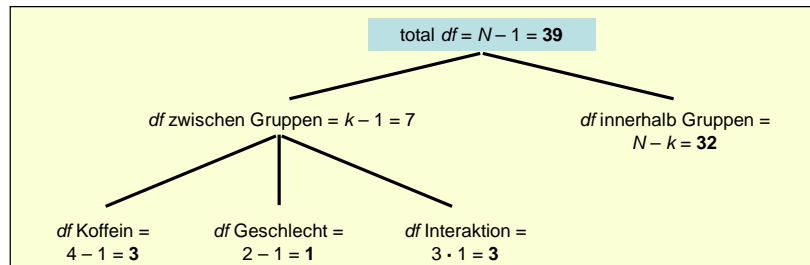 total df = N – 1 = 39
df zwischen Gruppen = k – 1 = 7
df innerhalb Gruppen =
N – k = 32
df Koffein =
4 – 1 = 3
df Geschlecht =
2 – 1 = 1
df Interaktion =
3 · 1 = 3